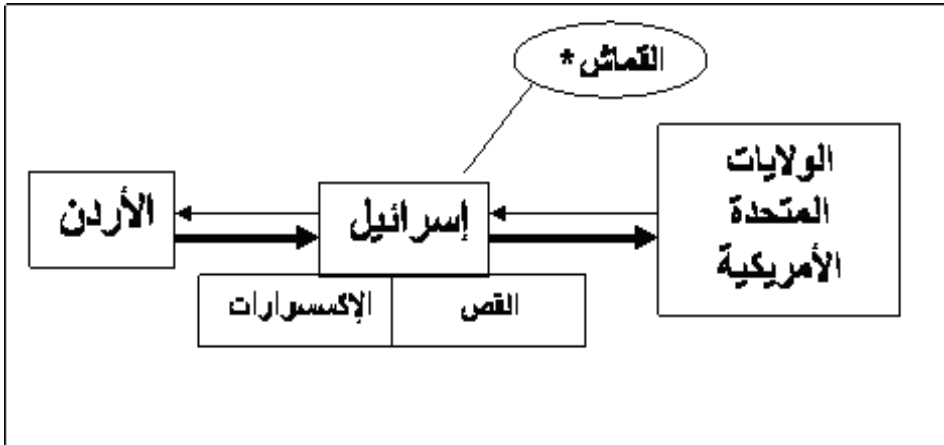 القماش *
الولايات
المتحدة
الأمريكية
إسرائيل
الأردن
القص
الإكسسوارات